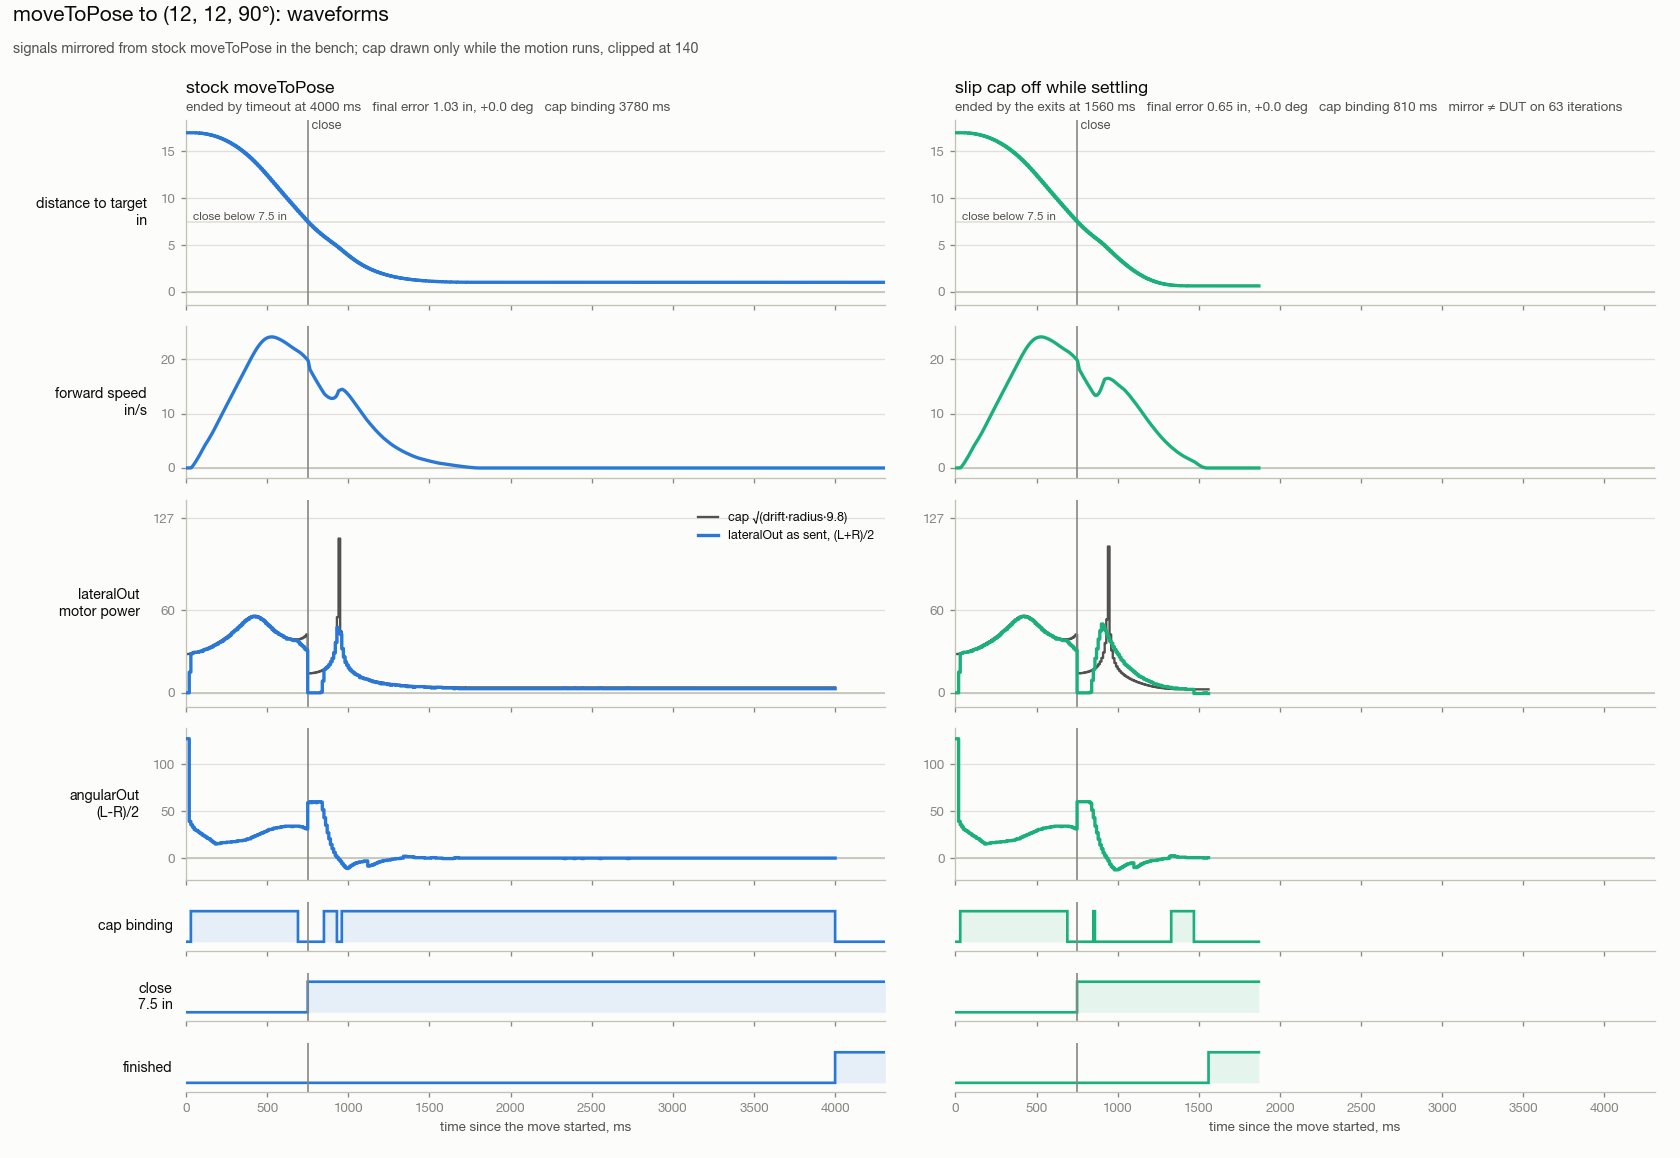 moveToPose to (12, 12, 90°): waveforms
signals mirrored from stock moveToPose in the bench; cap drawn only while the motion runs, clipped at 140
stock moveToPose
ended by timeout at 4000 ms   final error 1.03 in, +0.0 deg   cap binding 3780 ms
slip cap off while settling
ended by the exits at 1560 ms   final error 0.65 in, +0.0 deg   cap binding 810 ms   mirror ≠ DUT on 63 iterations
close
close
distance to target
in
15
10
5
0
close below 7.5 in
15
10
5
0
close below 7.5 in
forward speed
in/s
20
10
0
20
10
0
lateralOut
motor power
127
60
0
cap √(drift·radius·9.8)
lateralOut as sent, (L+R)/2
127
60
0
angularOut
(L-R)/2
100
50
0
100
50
0
cap binding
close
7.5 in
finished
0 500 1000 1500 2000 2500 3000 3500 4000
time since the move started, ms
0 500 1000 1500 2000 2500 3000 3500 4000
time since the move started, ms